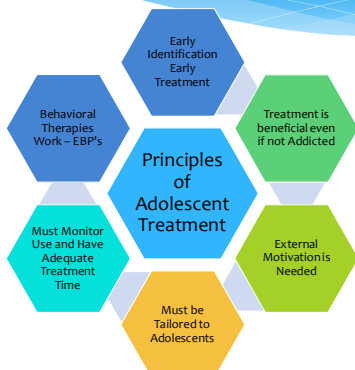 Early
Identification
Early
Treatment
Behavioral
Therapies
Work – EBP's
Treatment is
beneficial even
if not Addicted
Principles
of
Adolescent
Treatment
Must Monitor
Use and Have
Adequate
Treatment
Time
External
Motivation is
Needed
Must be
Tailored to
Adolescents